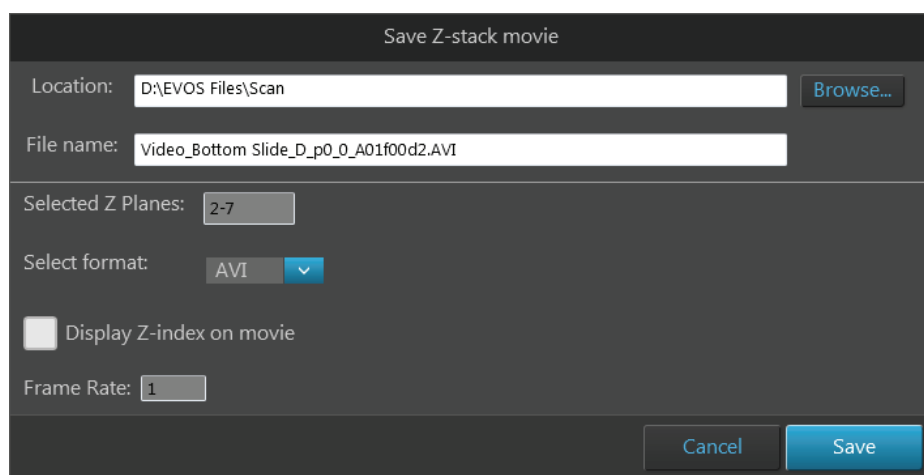 Save Z-stack movie
Location: D:\EVOS Files\Scan Browse...
File name: Video_Bottom Slide_D_p0_0_A01f00d2.AVI
Selected Z Planes: 2-7
Select format: AVI
Display Z-index on movie
Frame Rate: 1
Cancel Save